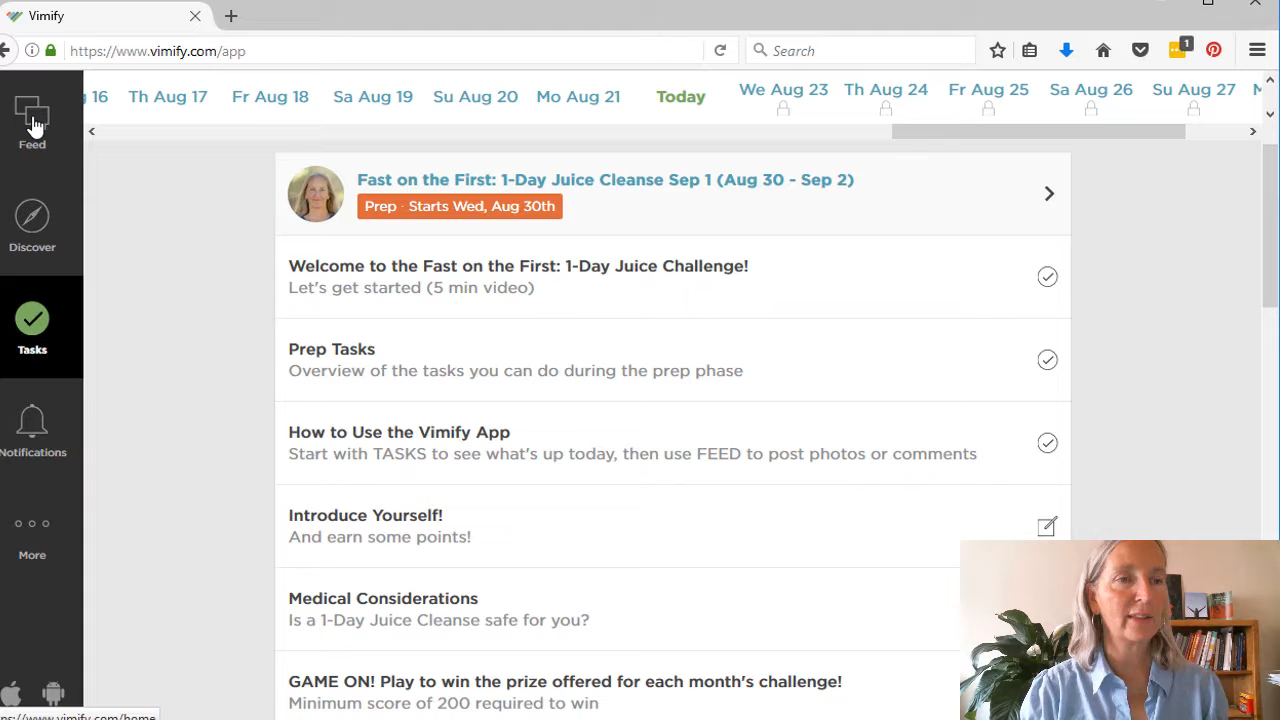 Vimify
https://www.vimify.com/app
Search
1
16 Th Aug 17 Fr Aug 18 Sa Aug 19 Su Aug 20 Mo Aug 21 Today We Aug 23 Th Aug 24 Fr Aug 25 Sa Aug 26 Su Aug 27
Feed
Discover
Tasks
Notifications
More
Fast on the First: 1-Day Juice Cleanse Sep 1 (Aug 30 - Sep 2)
Prep · Starts Wed, Aug 30th
Welcome to the Fast on the First: 1-Day Juice Challenge!
Let's get started (5 min video)
Prep Tasks
Overview of the tasks you can do during the prep phase
How to Use the Vimify App
Start with TASKS to see what's up today, then use FEED to post photos or comments
Introduce Yourself!
And earn some points!
Medical Considerations
Is a 1-Day Juice Cleanse safe for you?
GAME ON! Play to win the prize offered for each month's challenge!
Minimum score of 200 required to win
ps://www.vimify.com/home